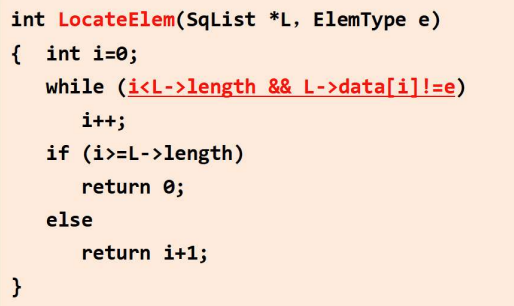 int LocateElem(SqList *L, ElemType e)
{  int i=0;
   while (i<L->length && L->data[i]!=e)
      i++;
   if (i>=L->length)
      return 0;
   else
      return i+1;
}